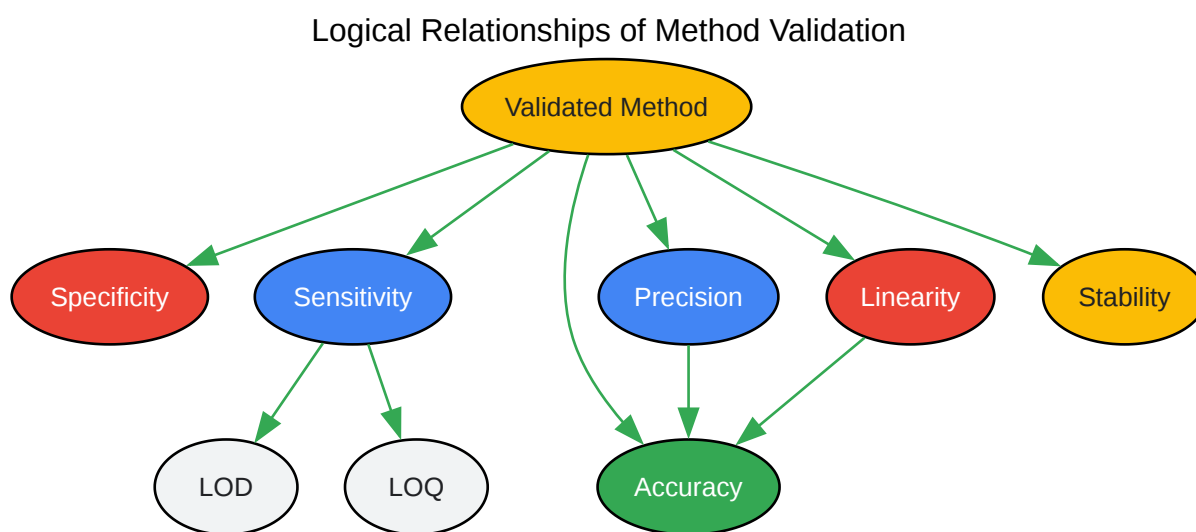 Logical Relationships of Method Validation
Validated Method
Specificity
Sensitivity
Precision
Linearity
Stability
LOD
LOQ
Accuracy